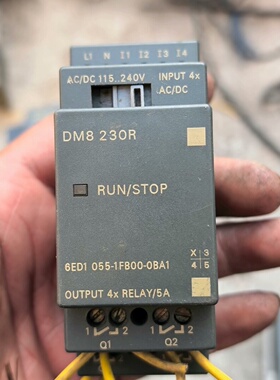 L1 N I1 I2 I3 I4
AC/DC 115..240V INPUT 4x
AC/DC
DM8 230R
RUN/STOP
X 3
4 5
6ED1 055-1FB00-0BA1
OUTPUT 4x RELAY/5A
1 2 1 2
Q1 Q2